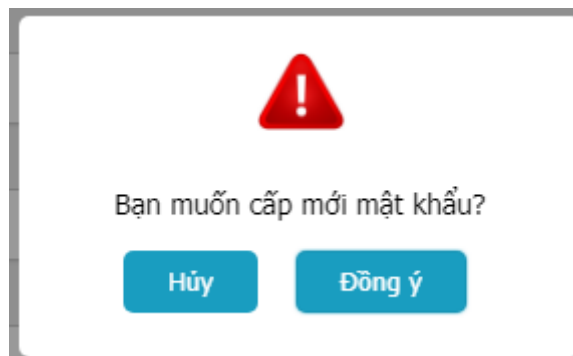 Bạn muốn cấp mới mật khẩu?
Hủy
Đồng ý